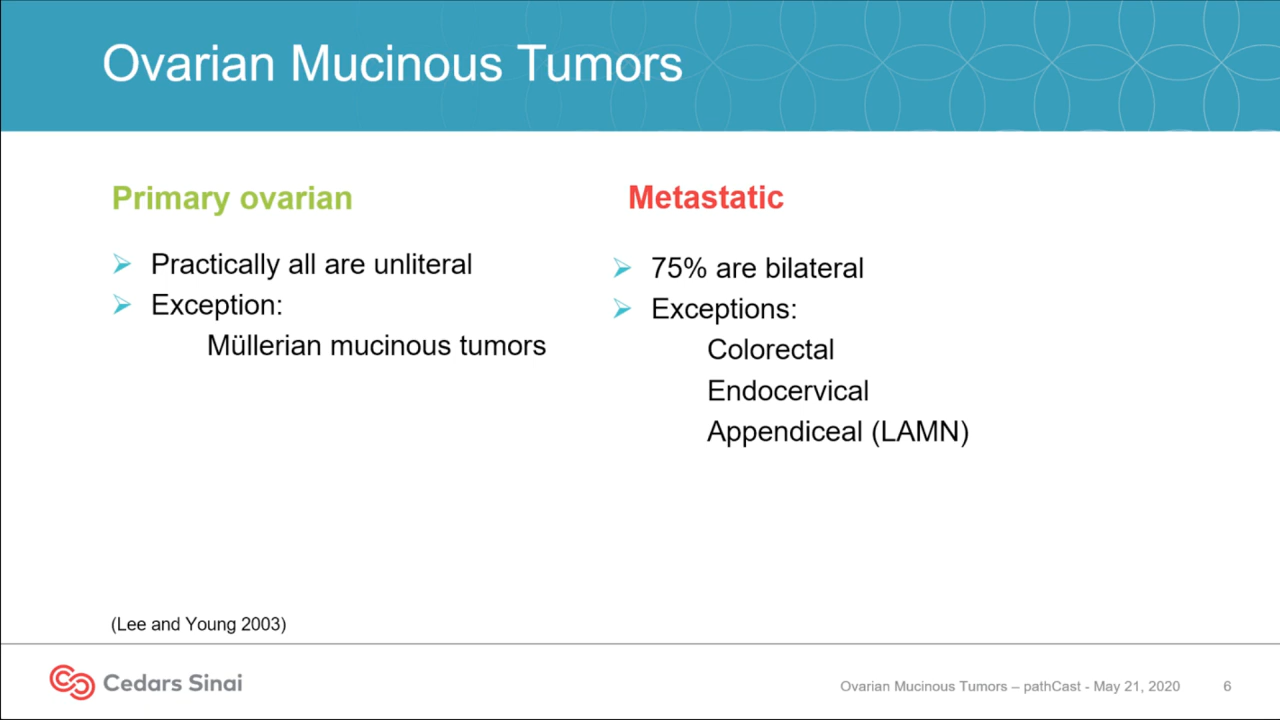 Ovarian Mucinous Tumors
Primary ovarian
➢ Practically all are unliteral
➢ Exception:
Müllerian mucinous tumors
Metastatic
➢ 75% are bilateral
➢ Exceptions:
Colorectal
Endocervical
Appendiceal (LAMN)
(Lee and Young 2003)
Cedars Sinai
Ovarian Mucinous Tumors – pathCast - May 21, 2020 6